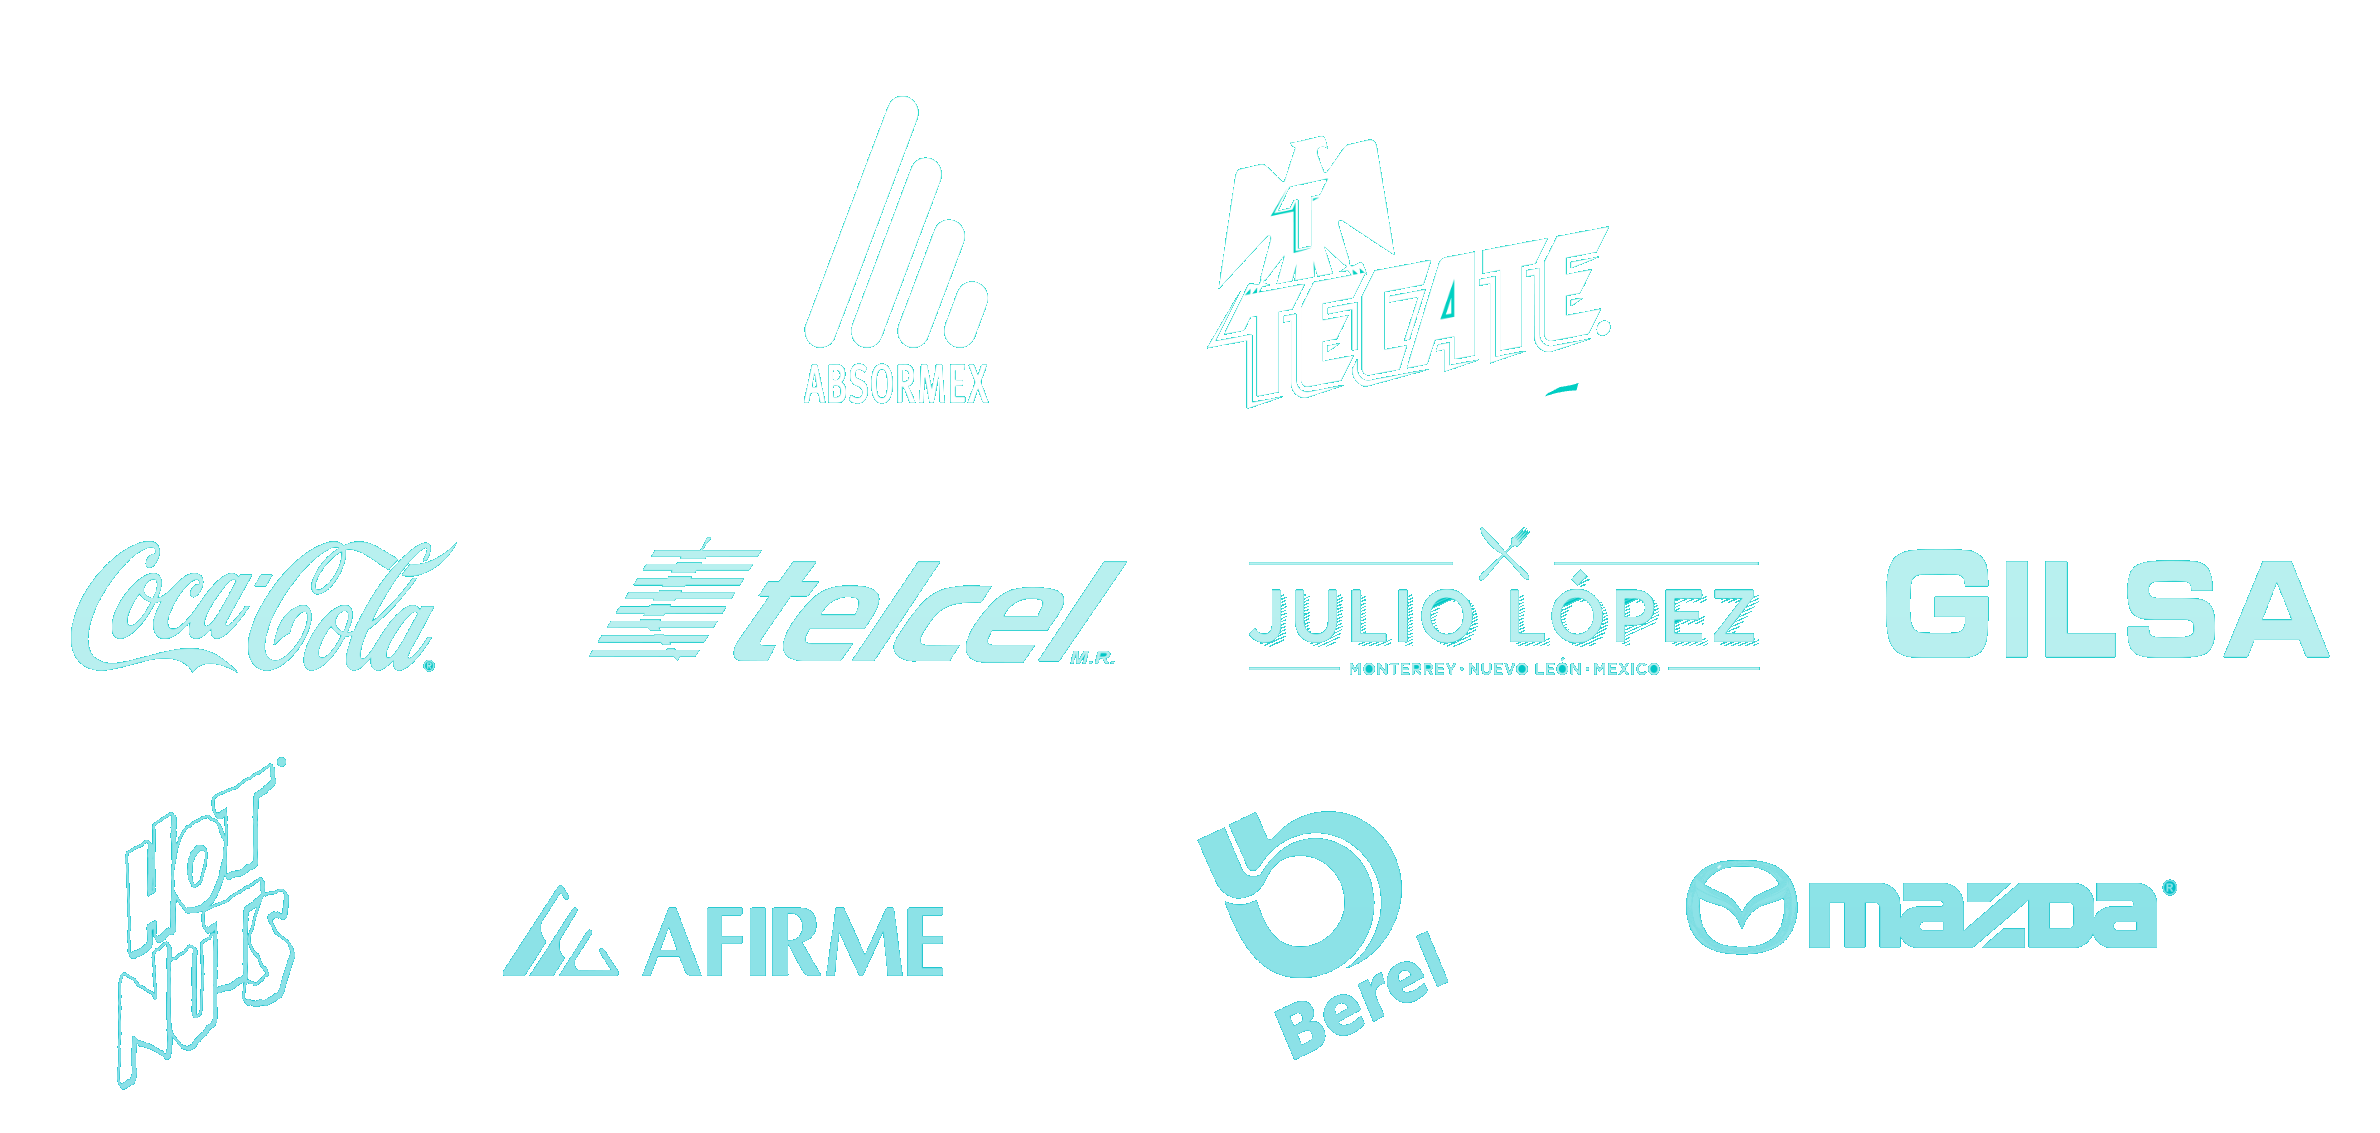 ABSORMEX
T
TECATE®
Coca-Cola®
telcel M.R.
JULIO LÓPEZ
MONTERREY · NUEVO LEÓN · MEXICO
GILSA
HOT
NUTS
AFIRME
Berel
mazda®